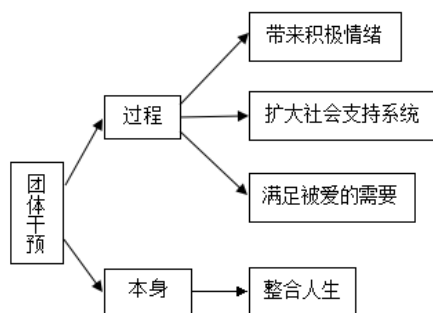 团体干预
过程
带来积极情绪
扩大社会支持系统
满足被爱的需要
本身
整合人生